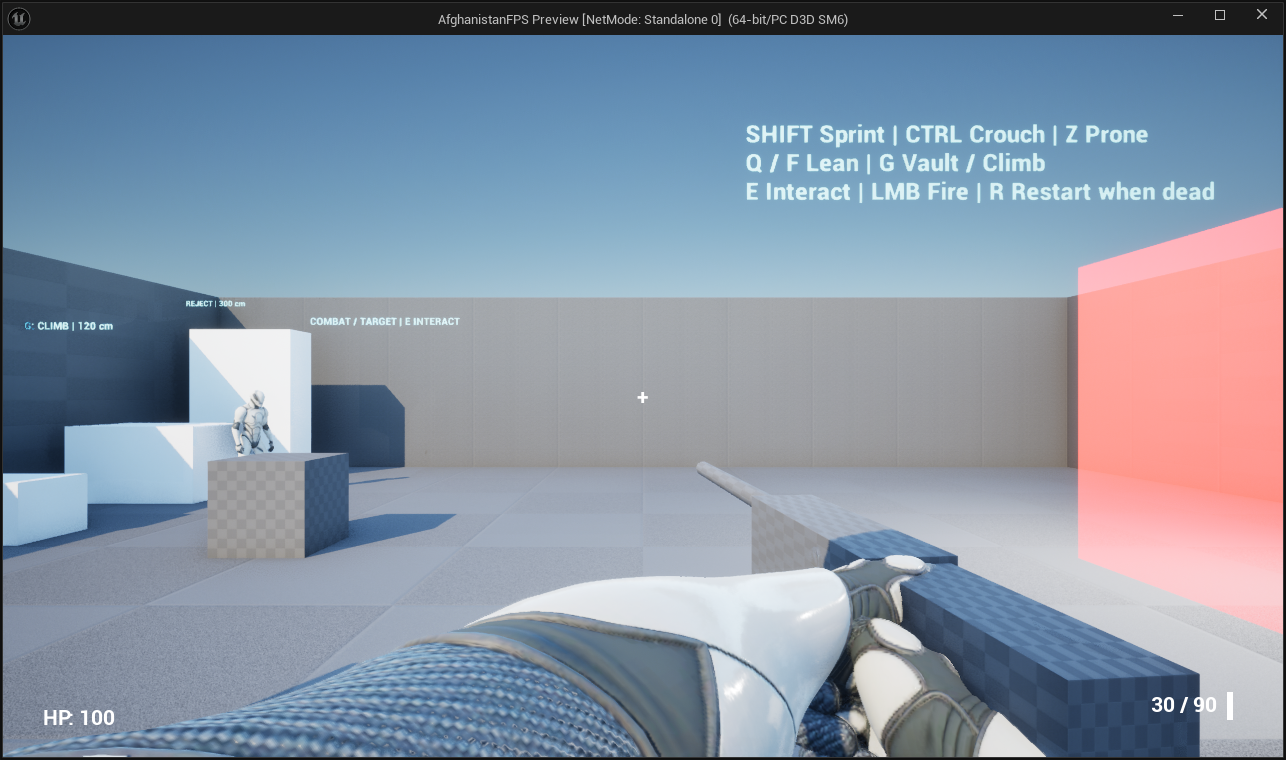 AfghanistanFPS Preview [NetMode: Standalone 0] (64-bit/PC D3D SM6)
SHIFT Sprint | CTRL Crouch | Z Prone
Q / F Lean | G Vault / Climb
E Interact | LMB Fire | R Restart when dead
REJECT | 300 cm
G: CLIMB | 120 cm
COMBAT / TARGET | E INTERACT
+
HP: 100
30 / 90